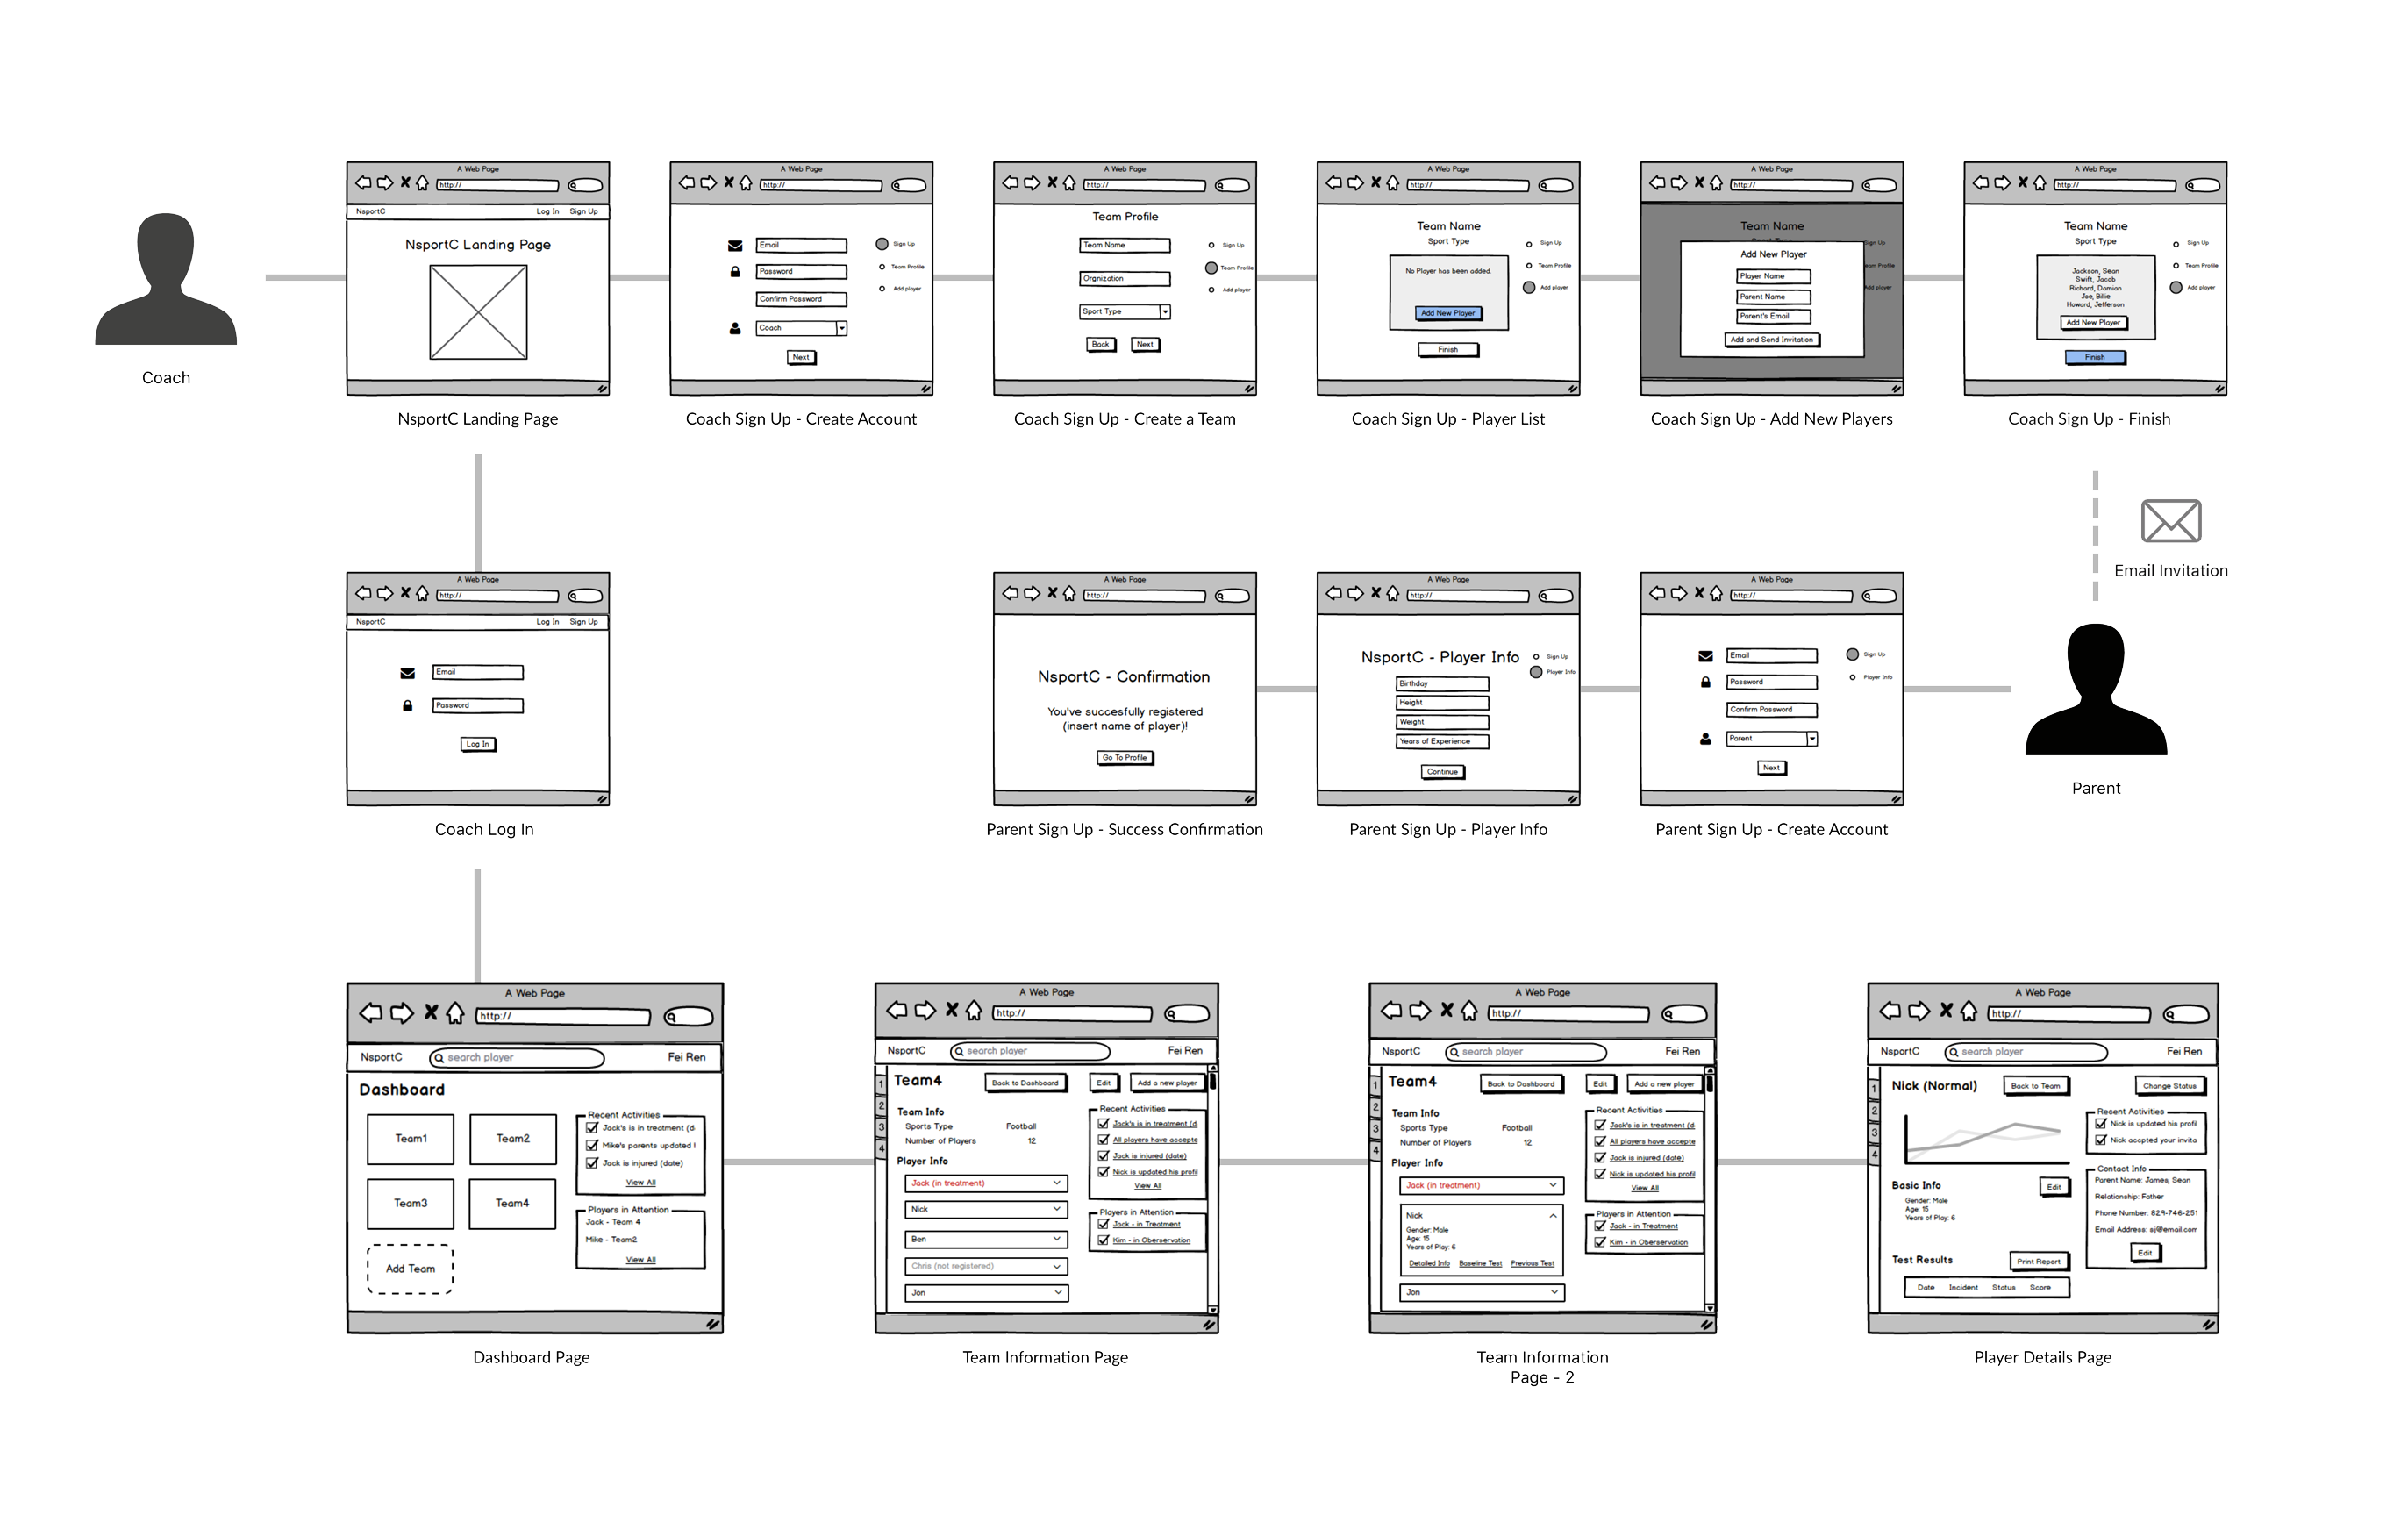 A Web Page
http://
NsportC
Log In
Sign Up
NsportC Landing Page
NsportC Landing Page
A Web Page
http://
Email
Password
Confirm Password
Coach
Next
Sign Up
Team Profile
Add player
Coach Sign Up - Create Account
A Web Page
http://
Team Profile
Team Name
Orgnization
Sport Type
Back
Next
Sign Up
Team Profile
Add player
Coach Sign Up - Create a Team
A Web Page
http://
Team Name
Sport Type
No Player has been added.
Add New Player
Finish
Sign Up
Team Profile
Add player
Coach Sign Up - Player List
A Web Page
http://
Team Name
Sport Type
Add New Player
Player Name
Parent Name
Parent's Email
Add and Send Invitation
Sign Up
Profile
Add player
Coach Sign Up - Add New Players
A Web Page
http://
Team Name
Sport Type
Jackson, Sean
Swift, Jacob
Richard, Damian
Joe, Billie
Howard, Jefferson
Add New Player
Finish
Sign Up
Team Profile
Add player
Coach Sign Up - Finish
Coach
A Web Page
http://
NsportC
Log In
Sign Up
Email
Password
Log In
Coach Log In
A Web Page
http://
NsportC - Confirmation
You've succesfully registered
(insert name of player)!
Go To Profile
Parent Sign Up - Success Confirmation
A Web Page
http://
NsportC - Player Info
Birthday
Height
Weight
Years of Experience
Continue
Sign Up
Player Info
Parent Sign Up - Player Info
A Web Page
http://
Email
Password
Confirm Password
Parent
Next
Sign Up
Player Info
Parent Sign Up - Create Account
Email Invitation
Parent
A Web Page
http://
NsportC
search player
Fei Ren
Dashboard
Team1
Team2
Team3
Team4
Add Team
Recent Activities
Jack's is in treatment (d
Mike's parents updated l
Jack is injured (date)
View All
Players in Attention
Jack - Team 4
Mike - Team2
View All
Dashboard Page
A Web Page
http://
NsportC
search player
Fei Ren
1
2
3
4
Team4
Back to Dashboard
Edit
Add a new player
Team Info
Sports Type
Football
Number of Players
12
Player Info
Jack (in treatment)
Nick
Ben
Chris (not registered)
Jon
Recent Activities
Jack's is in treatment (d
All players have accepte
Jack is injured (date)
Nick is updated his profil
View All
Players in Attention
Jack - in Treatment
Kim - in Oberservation
Team Information Page
A Web Page
http://
NsportC
search player
Fei Ren
1
2
3
4
Team4
Back to Dashboard
Edit
Add a new player
Team Info
Sports Type
Football
Number of Players
12
Player Info
Jack (in treatment)
Nick
Gender: Male
Age: 15
Years of Play: 6
Detailed Info
Baseline Test
Previous Test
Jon
Recent Activities
Jack's is in treatment (d
All players have accepte
Jack is injured (date)
Nick is updated his profil
View All
Players in Attention
Jack - in Treatment
Kim - in Oberservation
Team Information
Page - 2
A Web Page
http://
NsportC
search player
Fei Ren
1
2
3
4
Nick (Normal)
Back to Team
Change Status
Basic Info
Edit
Gender: Male
Age: 15
Years of Play: 6
Test Results
Print Report
Date
Incident
Status
Score
Recent Activities
Nick is updated his profil
Nick accpted your invita
Contact Info
Parent Name: James, Sean
Relationship: Father
Phone Number: 829-746-251
Email Address: sj@email.com
Edit
Player Details Page